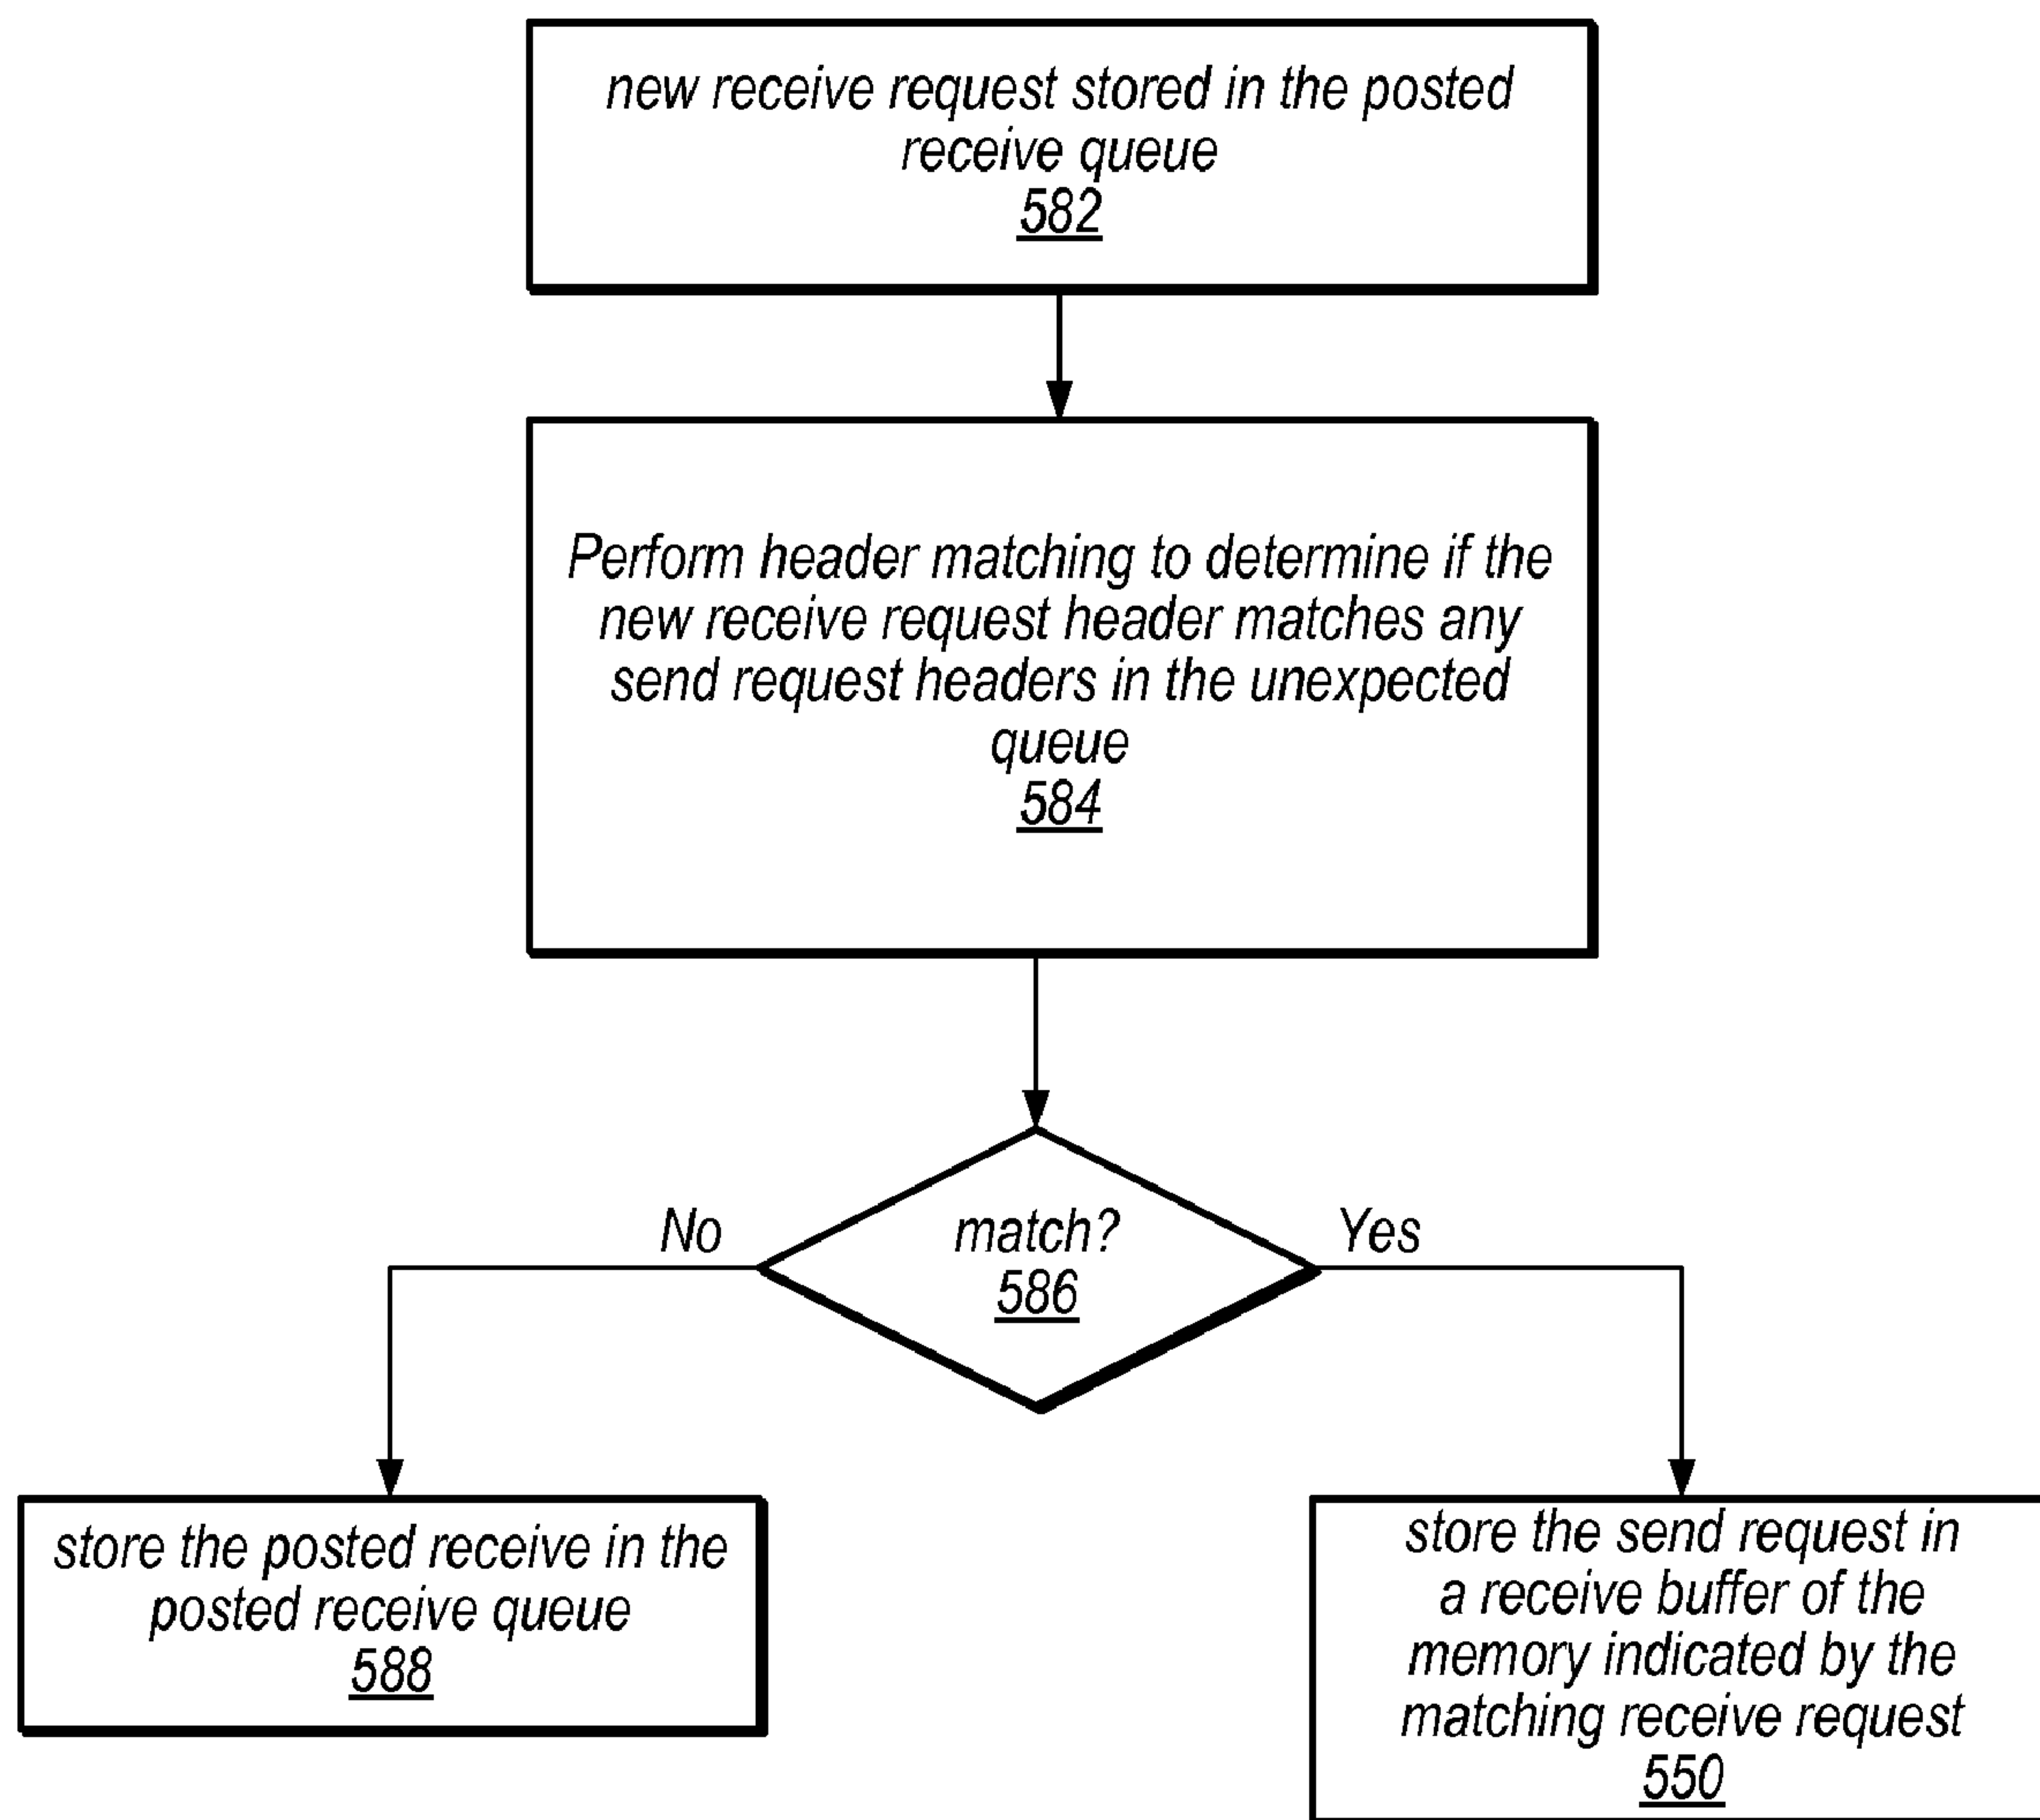 new receive request stored in the posted
receive queue
582
Perform header matching to determine if the
new receive request header matches any
send request headers in the unexpected
queue
584
match?
586
No
Yes
store the posted receive in the
posted receive queue
588
store the send request in
a receive buffer of the
memory indicated by the
matching receive request
550